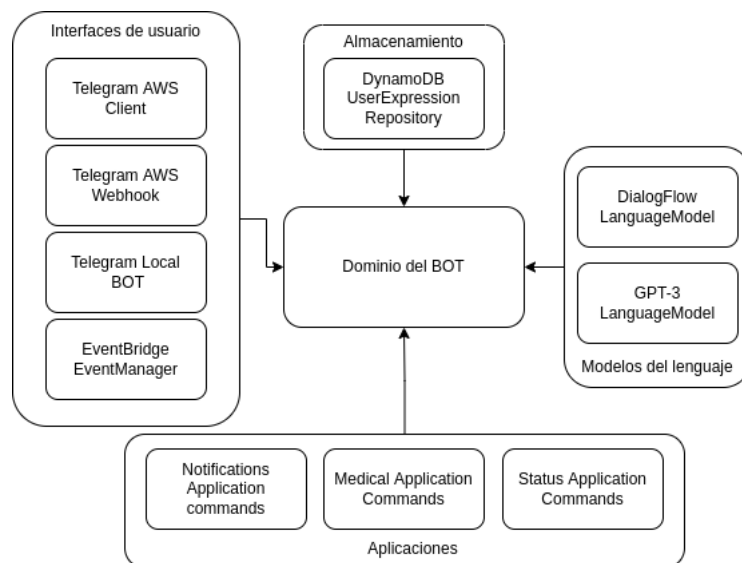 Interfaces de usuario
Telegram AWS
Client
Telegram AWS
Webhook
Telegram Local
BOT
EventBridge
EventManager
Almacenamiento
DynamoDB
UserExpression
Repository
Dominio del BOT
DialogFlow
LanguageModel
GPT-3
LanguageModel
Modelos del lenguaje
Notifications
Application
commands
Medical Application
Commands
Status Application
Commands
Aplicaciones